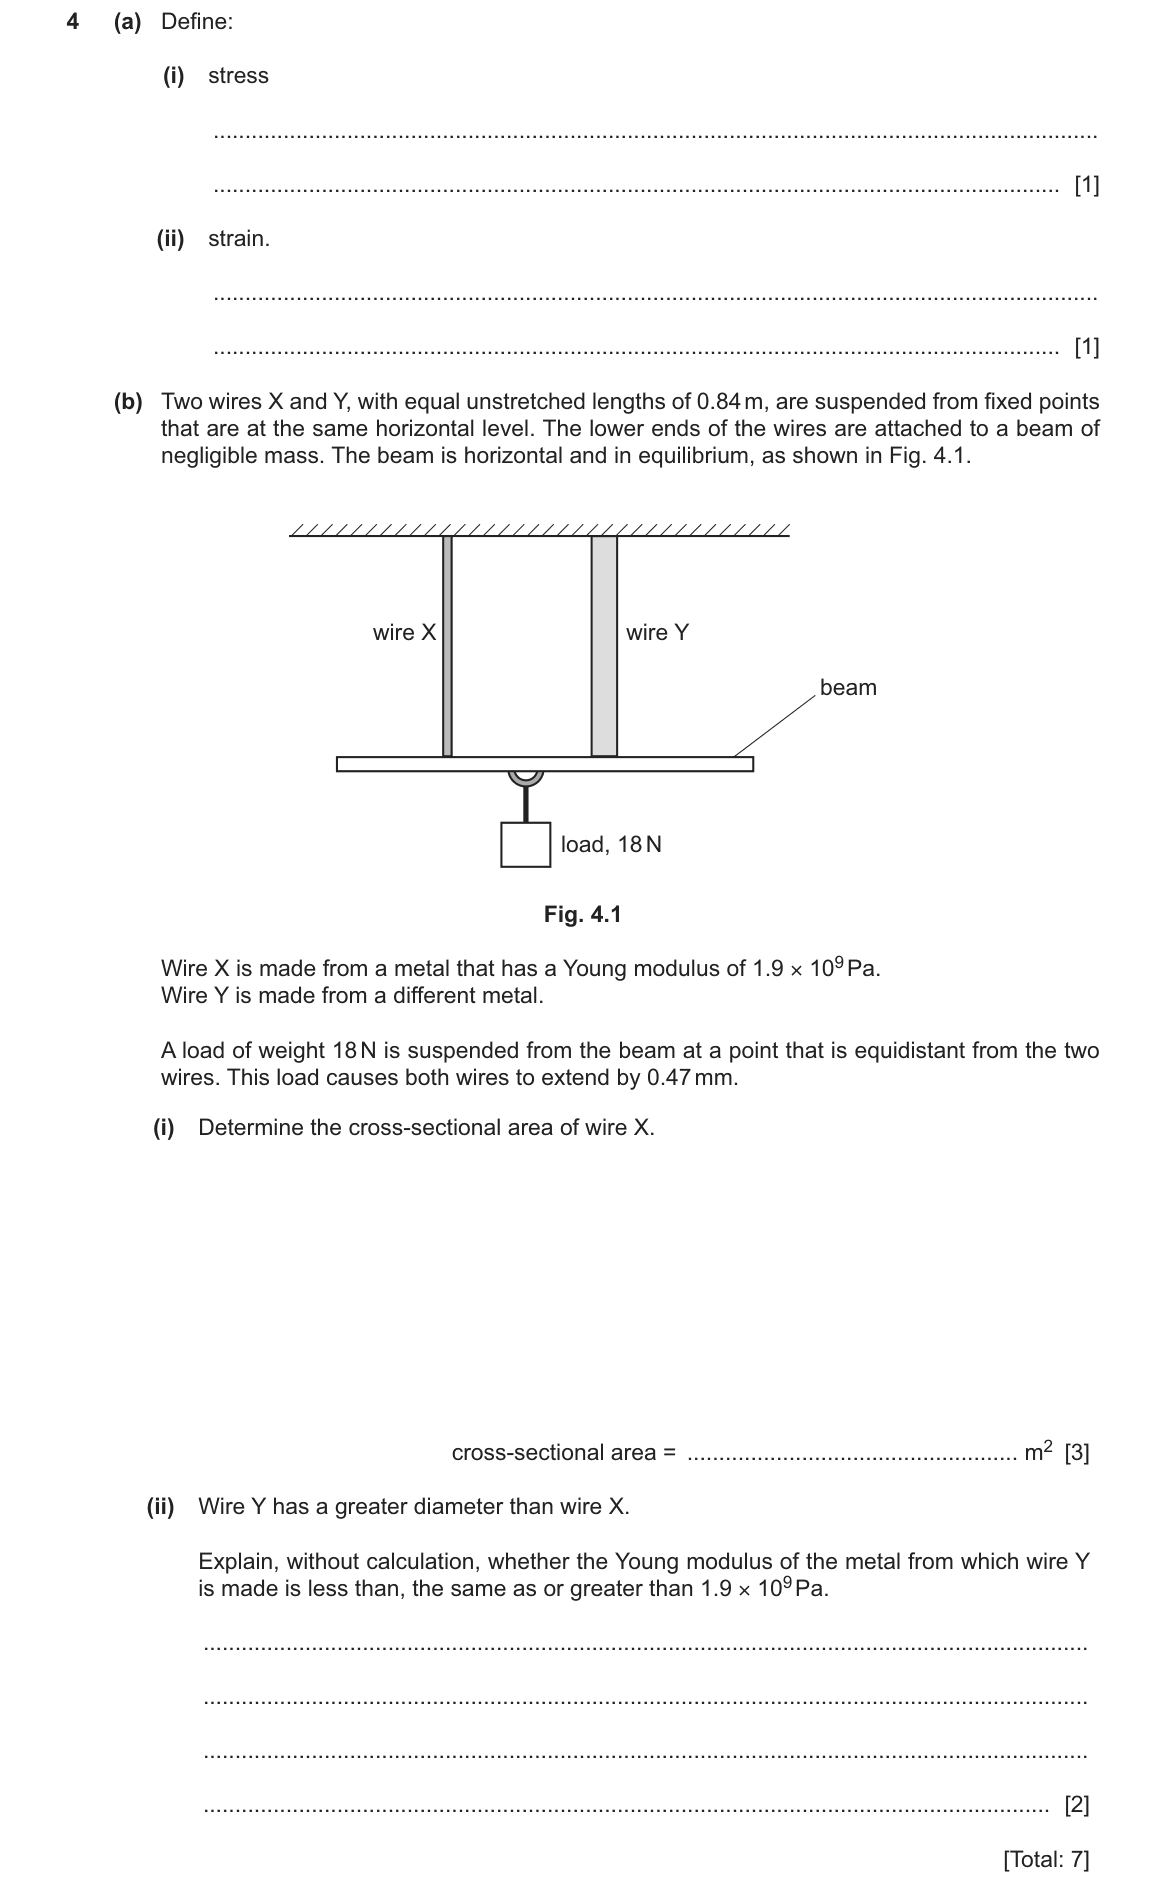 4 (a) Define:
(i) stress
..........................................................................................................................................
.................................................................................................................................... [1]
(ii) strain.
..........................................................................................................................................
.................................................................................................................................... [1]
(b) Two wires X and Y, with equal unstretched lengths of 0.84 m, are suspended from fixed points
that are at the same horizontal level. The lower ends of the wires are attached to a beam of
negligible mass. The beam is horizontal and in equilibrium, as shown in Fig. 4.1.
wire X
wire Y
beam
load, 18 N
Fig. 4.1
Wire X is made from a metal that has a Young modulus of 1.9 × 10⁹ Pa.
Wire Y is made from a different metal.
A load of weight 18 N is suspended from the beam at a point that is equidistant from the two
wires. This load causes both wires to extend by 0.47 mm.
(i) Determine the cross-sectional area of wire X.
cross-sectional area = .................................................... m² [3]
(ii) Wire Y has a greater diameter than wire X.
Explain, without calculation, whether the Young modulus of the metal from which wire Y
is made is less than, the same as or greater than 1.9 × 10⁹ Pa.
..........................................................................................................................................
..........................................................................................................................................
..........................................................................................................................................
.................................................................................................................................... [2]
[Total: 7]